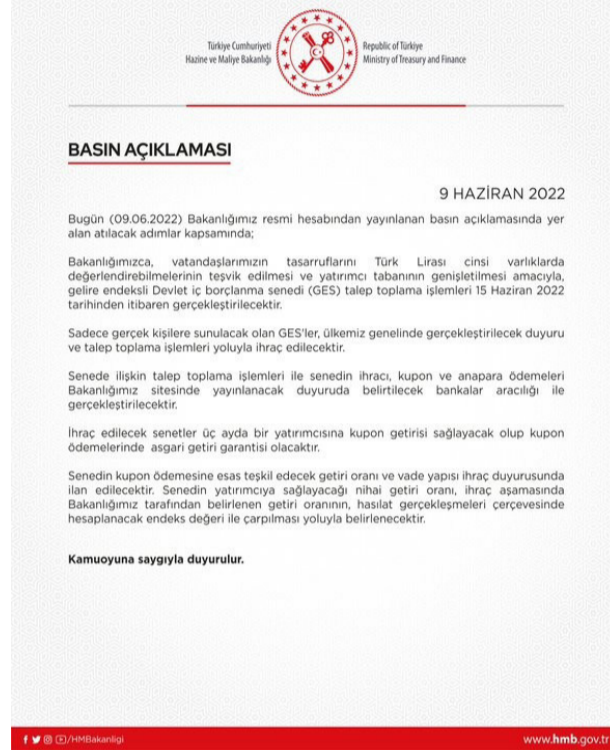 Türkiye Cumhuriyeti
Hazine ve Maliye Bakanlığı
Republic of Türkiye
Ministry of Treasury and Finance
BASIN AÇIKLAMASI
9 HAZİRAN 2022
Bugün (09.06.2022) Bakanlığımız resmi hesabından yayınlanan basın açıklamasında yer
alan atılacak adımlar kapsamında;
Bakanlığımızca, vatandaşlarımızın tasarruflarını Türk Lirası cinsi varlıklarda
değerlendirebilmelerinin teşvik edilmesi ve yatırımcı tabanının genişletilmesi amacıyla,
gelire endeksli Devlet iç borçlanma senedi (GES) talep toplama işlemleri 15 Haziran 2022
tarihinden itibaren gerçekleştirilecektir.
Sadece gerçek kişilere sunulacak olan GES'ler, ülkemiz genelinde gerçekleştirilecek duyuru
ve talep toplama işlemleri yoluyla ihraç edilecektir.
Senede ilişkin talep toplama işlemleri ile senedin ihracı, kupon ve anapara ödemeleri
Bakanlığımız sitesinde yayınlanacak duyuruda belirtilecek bankalar aracılığı ile
gerçekleştirilecektir.
İhraç edilecek senetler üç ayda bir yatırımcısına kupon getirisi sağlayacak olup kupon
ödemelerinde asgari getiri garantisi olacaktır.
Senedin kupon ödemesine esas teşkil edecek getiri oranı ve vade yapısı ihraç duyurusunda
ilan edilecektir. Senedin yatırımcıya sağlayacağı nihai getiri oranı, ihraç aşamasında
Bakanlığımız tarafından belirlenen getiri oranının, hasılat gerçekleşmeleri çerçevesinde
hesaplanacak endeks değeri ile çarpılması yoluyla belirlenecektir.
Kamuoyuna saygıyla duyurulur.
/HMBakanligi
www.hmb.gov.tr